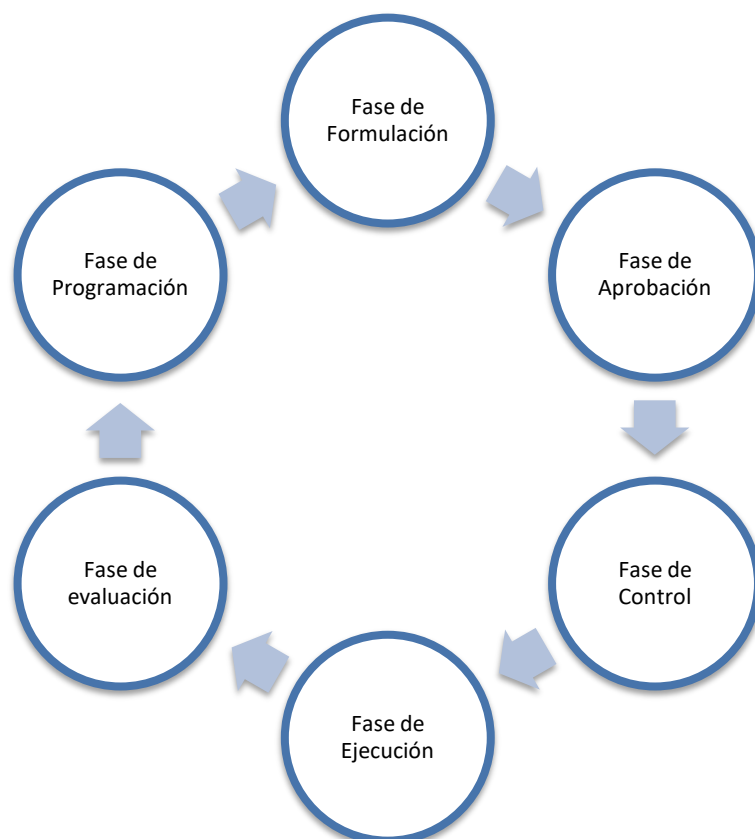 Fase de
Formulación
Fase de
Aprobación
Fase de
Control
Fase de
Ejecución
Fase de
evaluación
Fase de
Programación